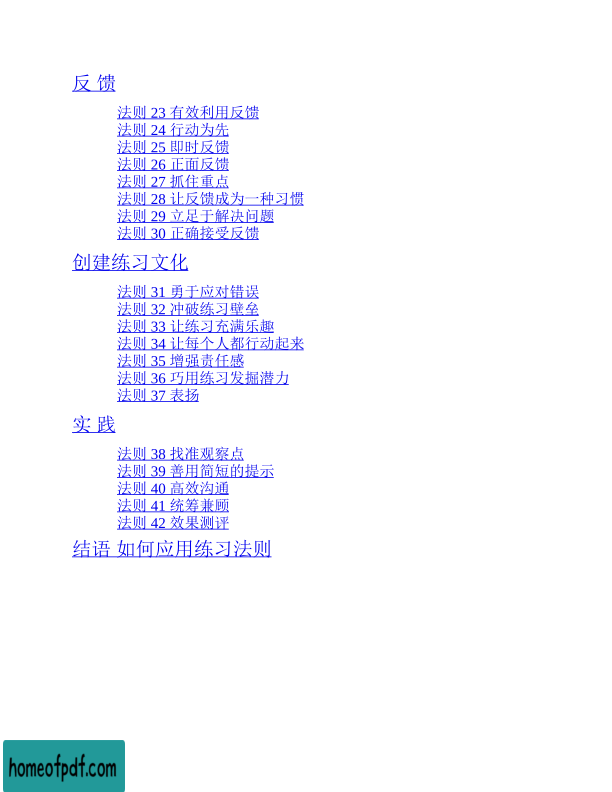 反 馈
法则 23 有效利用反馈
法则 24 行动为先
法则 25 即时反馈
法则 26 正面反馈
法则 27 抓住重点
法则 28 让反馈成为一种习惯
法则 29 立足于解决问题
法则 30 正确接受反馈
创建练习文化
法则 31 勇于应对错误
法则 32 冲破练习壁垒
法则 33 让练习充满乐趣
法则 34 让每个人都行动起来
法则 35 增强责任感
法则 36 巧用练习发掘潜力
法则 37 表扬
实 践
法则 38 找准观察点
法则 39 善用简短的提示
法则 40 高效沟通
法则 41 统筹兼顾
法则 42 效果测评
结语 如何应用练习法则
homeofpdf.com